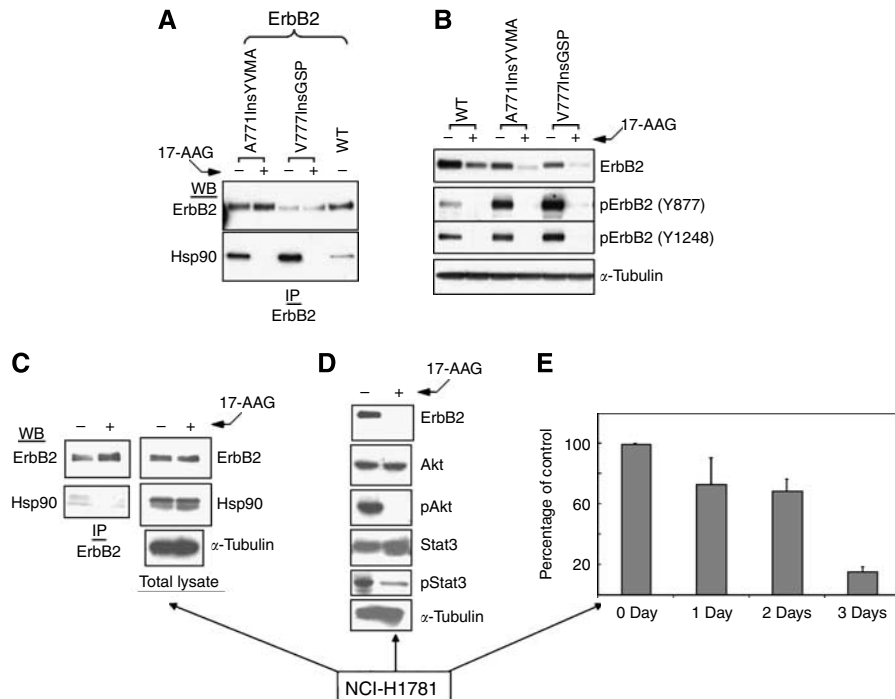 A
ErbB2
A771InsYVMA
V777InsGSP
WT
17-AAG
– + – + –
WB
ErbB2
Hsp90
IP
ErbB2
B
WT
A771InsYVMA
V777InsGSP
– + – + – +
17-AAG
ErbB2
pErbB2 (Y877)
pErbB2 (Y1248)
α-Tubulin
C
17-AAG
WB
– + – +
ErbB2
ErbB2
Hsp90
Hsp90
IP
ErbB2
α-Tubulin
Total lysate
D
17-AAG
– +
ErbB2
Akt
pAkt
Stat3
pStat3
α-Tubulin
E
Percentage of control
100
60
20
0 Day 1 Day 2 Days 3 Days
NCI-H1781